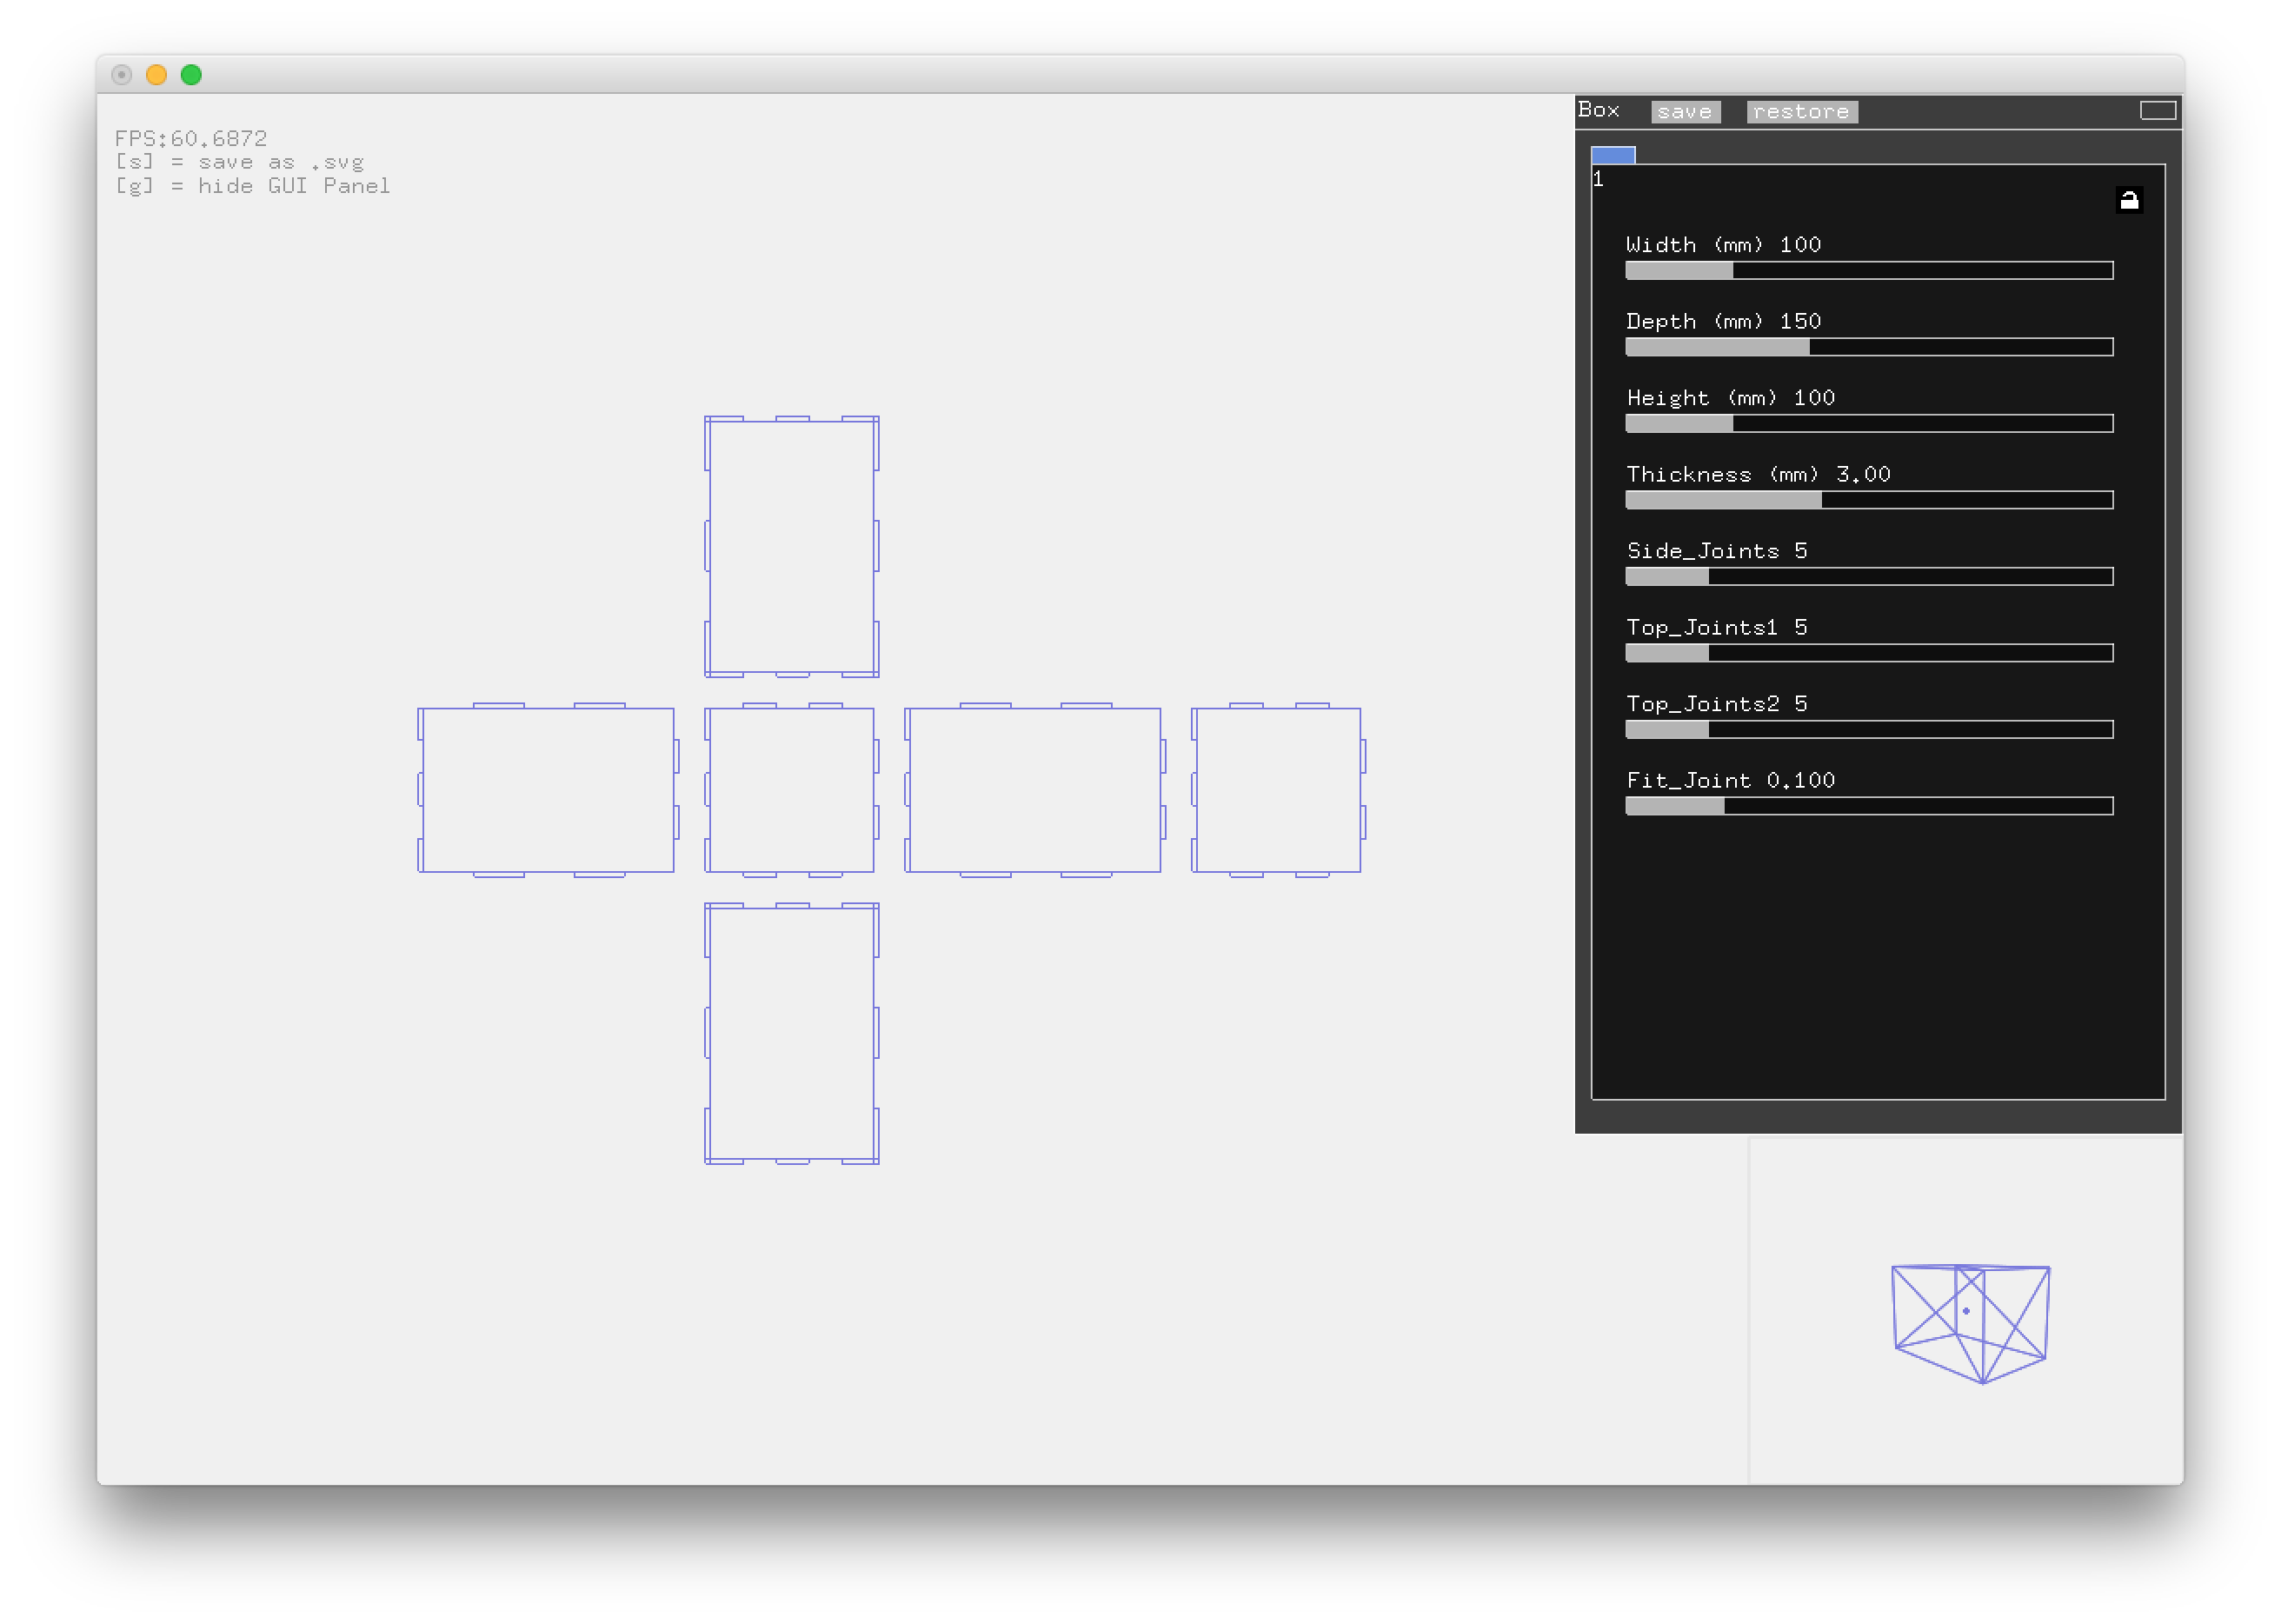 FPS:60.6872
[s] = save as .svg
[g] = hide GUI Panel
Box save restore
1
Width (mm) 100
Depth (mm) 150
Height (mm) 100
Thickness (mm) 3.00
Side_Joints 5
Top_Joints1 5
Top_Joints2 5
Fit_Joint 0.100